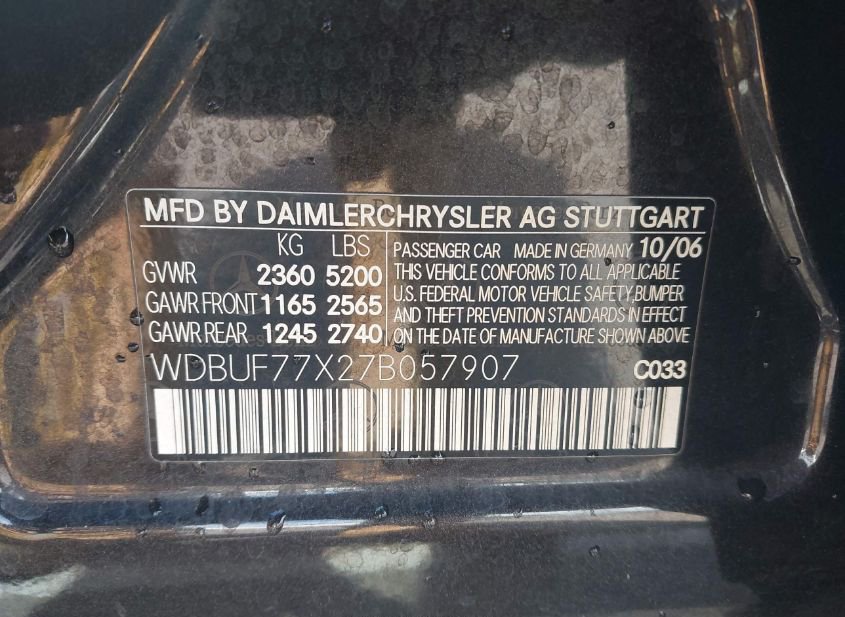 MFD BY DAIMLERCHRYSLER AG STUTTGART
KG LBS
GVWR 2360 5200
GAWR FRONT 1165 2565
GAWR REAR 1245 2740
PASSENGER CAR MADE IN GERMANY 10/06
THIS VEHICLE CONFORMS TO ALL APPLICABLE
U.S. FEDERAL MOTOR VEHICLE SAFETY,BUMPER
AND THEFT PREVENTION STANDARDS IN EFFECT
ON THE DATE OF MANUFACTURE SHOWN ABOVE
WDBUF77X27B057907 C033